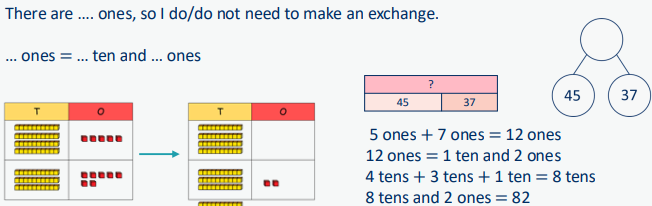 There are .... ones, so I do/do not need to make an exchange.
... ones = ... ten and ... ones
T O
T O
?
45 37
45 37
5 ones + 7 ones = 12 ones
12 ones = 1 ten and 2 ones
4 tens + 3 tens + 1 ten = 8 tens
8 tens and 2 ones = 82